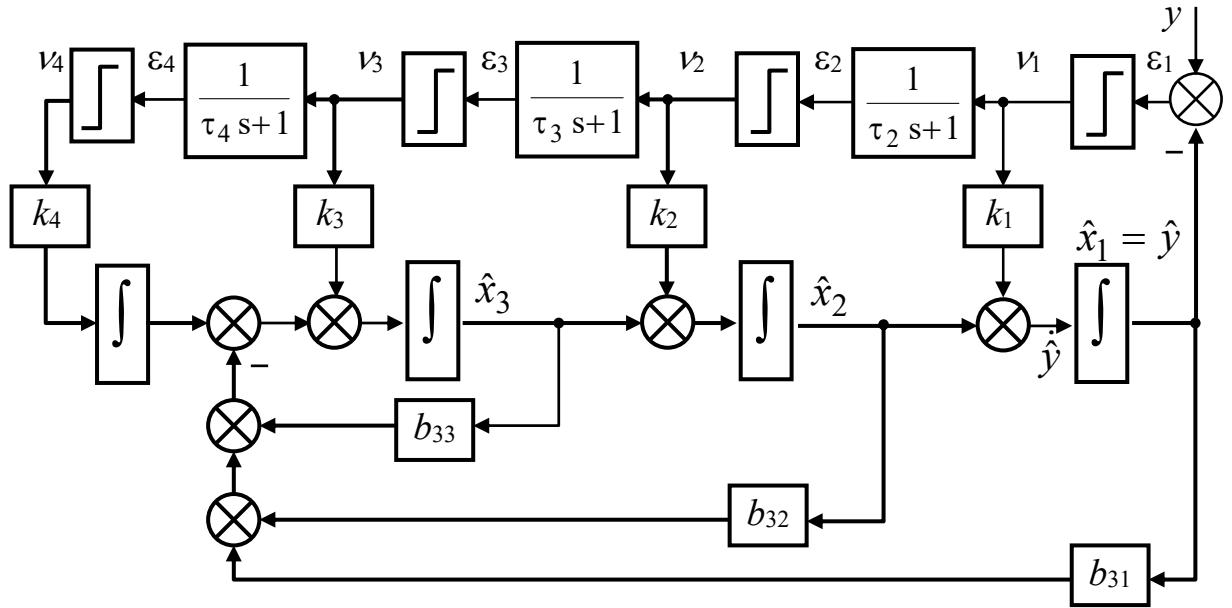 y
ν4 ε4 ν3 ε3 ν2 ε2 ν1 ε1
1 / (τ4 s+1)
1 / (τ3 s+1)
1 / (τ2 s+1)
–
k4 k3 k2 k1
x̂1 = ŷ
∫ ∫ x̂3 ∫ x̂2 ∫
ŷ̇
–
b33
b32
b31